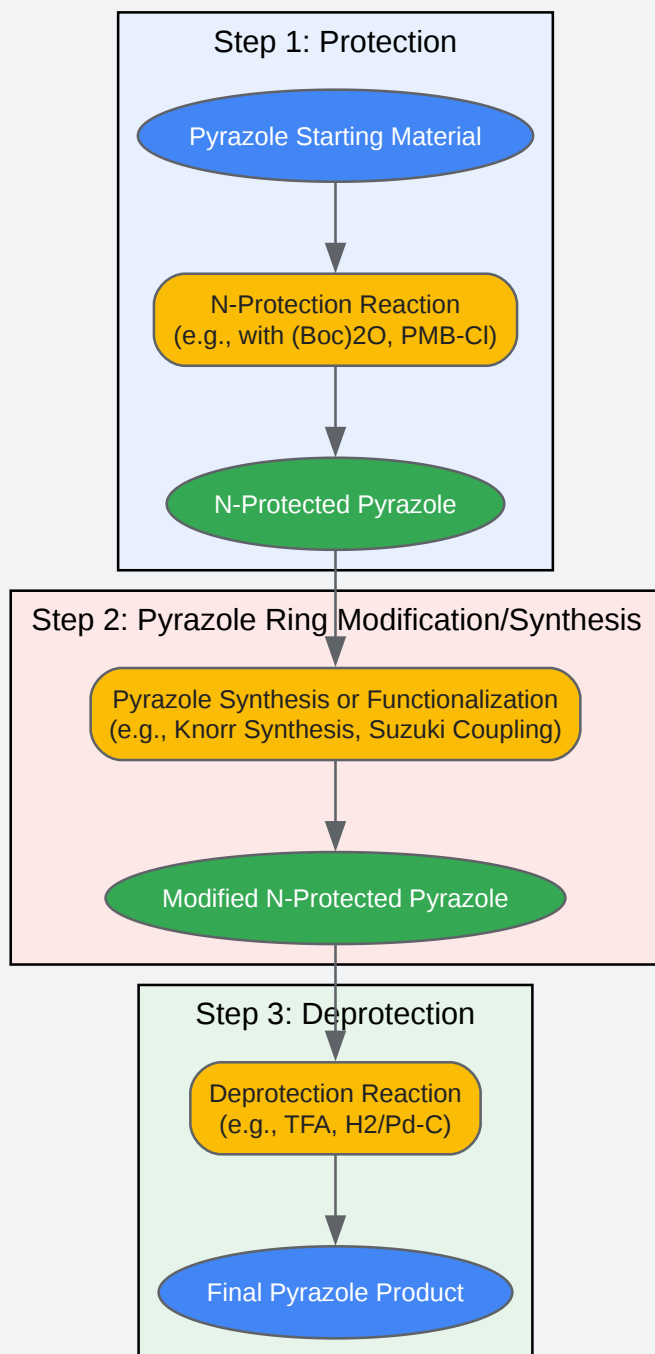 Step 1: Protection
Pyrazole Starting Material
N-Protection Reaction
(e.g., with (Boc)2O, PMB-Cl)
N-Protected Pyrazole
Step 2: Pyrazole Ring Modification/Synthesis
Pyrazole Synthesis or Functionalization
(e.g., Knorr Synthesis, Suzuki Coupling)
Modified N-Protected Pyrazole
Step 3: Deprotection
Deprotection Reaction
(e.g., TFA, H2/Pd-C)
Final Pyrazole Product